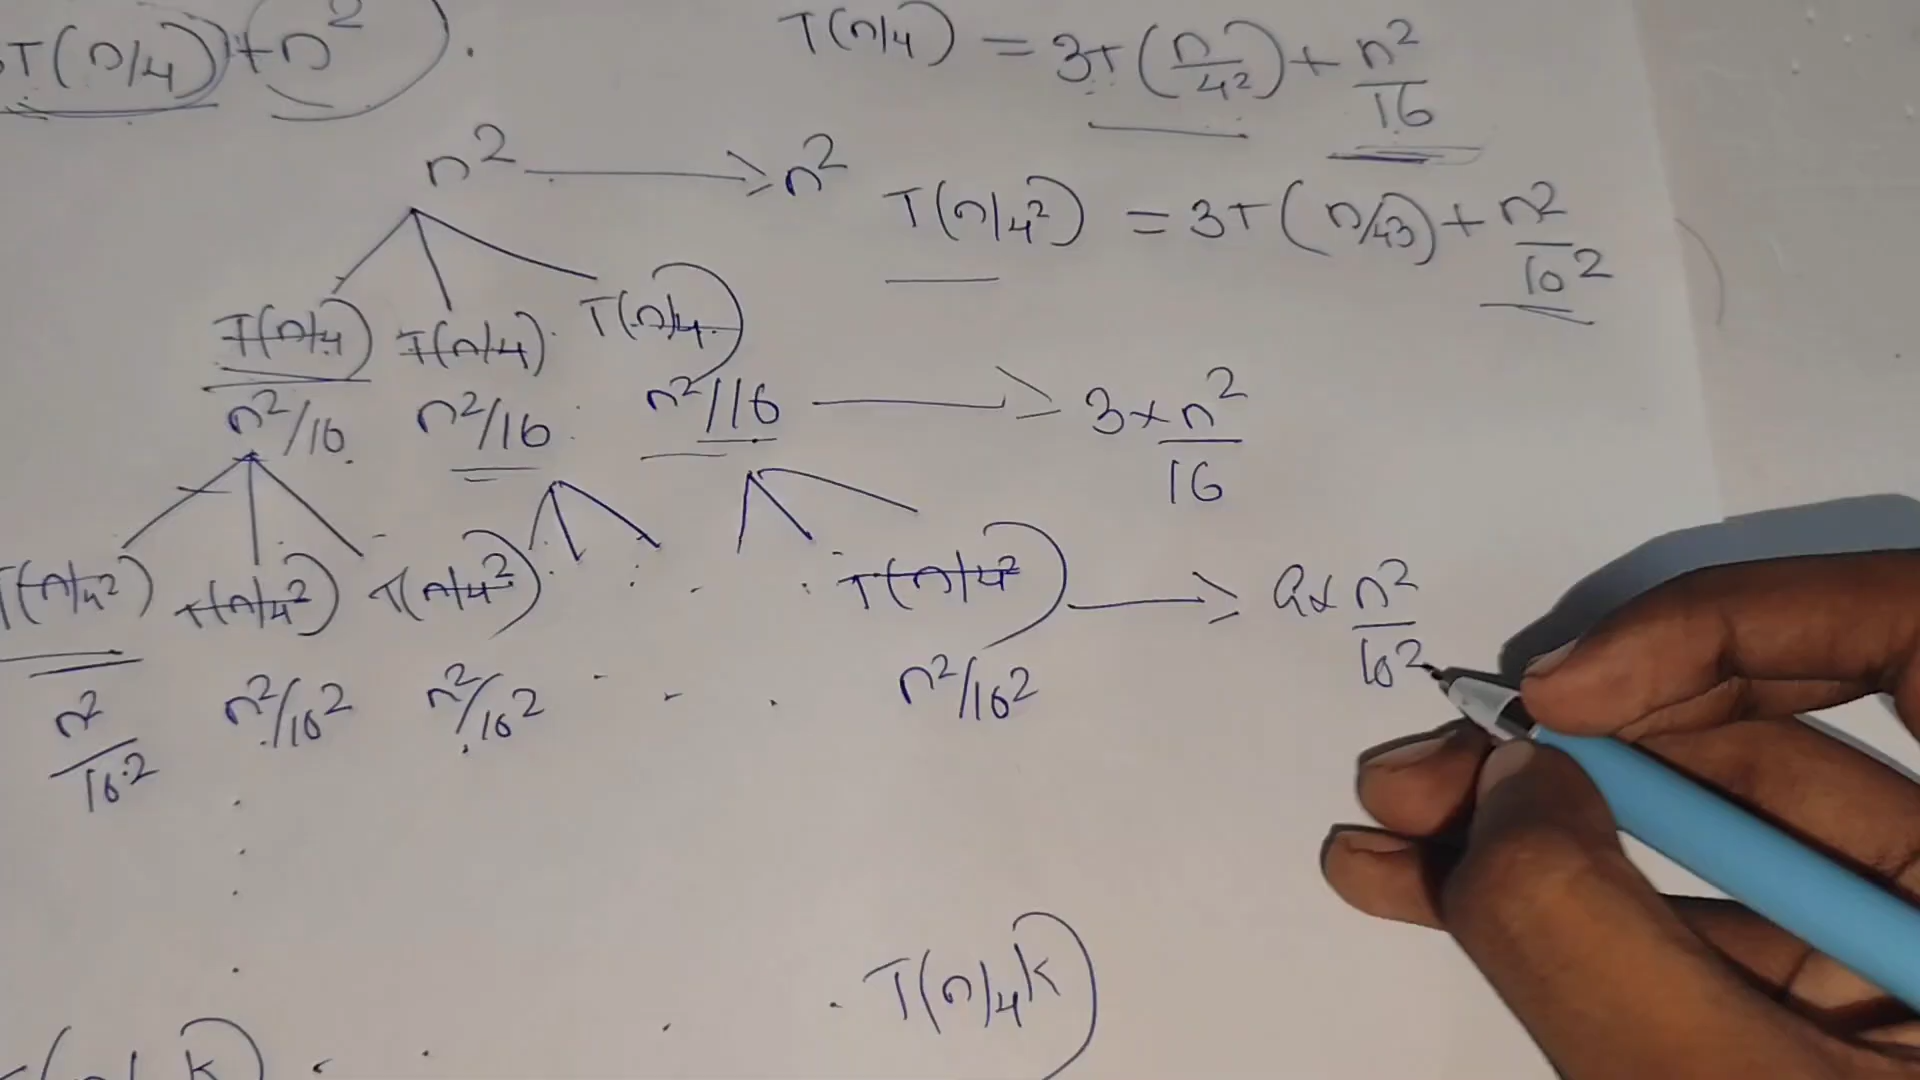 3T(n/4)+n²
T(n/4) = 3T(n/4²)+n²/16
n² → n²
T(n/4²) = 3T(n/43)+n²/16²
T(n/4) T(n/4) T(n/4)
n²/16 n²/16 n²/16 → 3×n²/16
T(n/4²) T(n/4²) T(n/4²) . . . T(n/4²) → 9×n²/16²
n²/16² n²/16² n²/16² . . . n²/16²
T(n/4k)